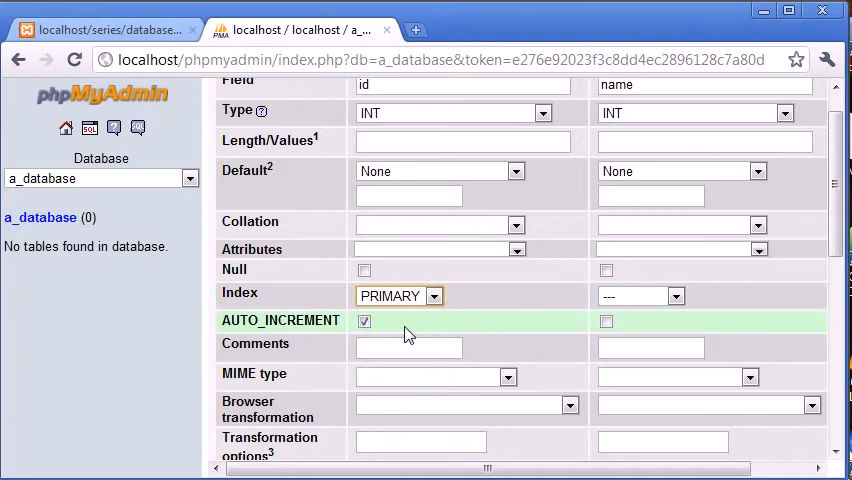 localhost/series/database...
localhost / localhost / a_...
localhost/phpmyadmin/index.php?db=a_database&token=e276e92023f3c8dd4ec2896128c7a80d
phpMyAdmin
SQL
Database
a_database
a_database (0)
No tables found in database.
Field id name
Type INT INT
Length/Values1
Default2 None None
Collation
Attributes
Null
Index PRIMARY ---
AUTO_INCREMENT
Comments
MIME type
Browser
transformation
Transformation
options3